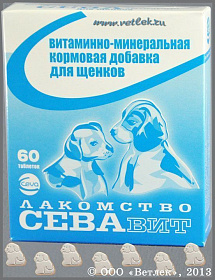 www.vetlek.ru
витаминно-минеральная
кормовая добавка
для щенков
60
таблеток
ceva
ЛАКОМСТВО
СЕВАВИТ
© ООО «Ветлек», 2013